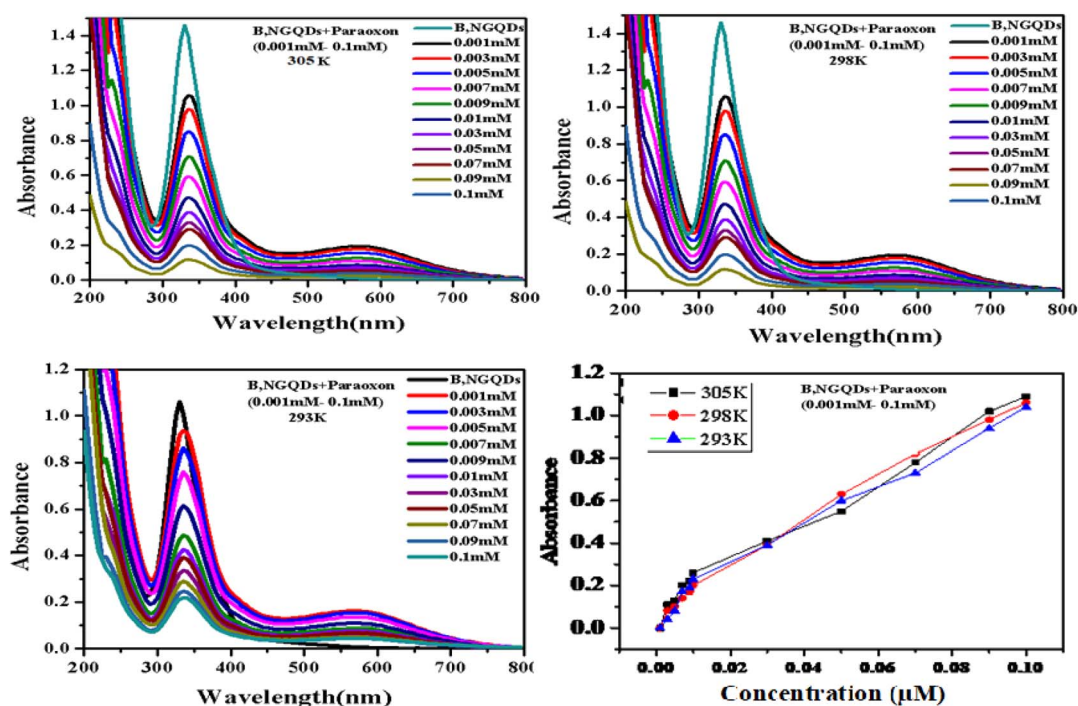 B,NGQDs+Paraoxon
(0.001mM- 0.1mM)
305 K
B,NGQDs
0.001mM
0.003mM
0.005mM
0.007mM
0.009mM
0.01mM
0.03mM
0.05mM
0.07mM
0.09mM
0.1mM
1.4
1.2
1.0
0.8
0.6
0.4
0.2
0.0
Absorbance
200 300 400 500 600 700 800
Wavelength(nm)
B,NGQDs+Paraoxon
(0.001mM- 0.1mM)
298K
B,NGQDs
0.001mM
0.003mM
0.005mM
0.007mM
0.009mM
0.01mM
0.03mM
0.05mM
0.07mM
0.09mM
0.1mM
1.4
1.2
1.0
0.8
0.6
0.4
0.2
0.0
Absorbance
200 300 400 500 600 700 800
Wavelength(nm)
B,NGQDs+Paraoxon
(0.001mM- 0.1mM)
293K
B,NGQDs
0.001mM
0.003mM
0.005mM
0.007mM
0.009mM
0.01mM
0.03mM
0.05mM
0.05mM
0.07mM
0.09mM
0.1mM
1.2
1.0
0.8
0.6
0.4
0.2
0.0
Absorbance
200 300 400 500 600 700 800
Wavelength(nm)
305K
298K
293K
B,NGQDs+Paraoxon
(0.001mM- 0.1mM)
1.2
1.0
0.8
0.6
0.4
0.2
0.0
Absorbance
0.00 0.02 0.04 0.06 0.08 0.10
Concentration (µM)